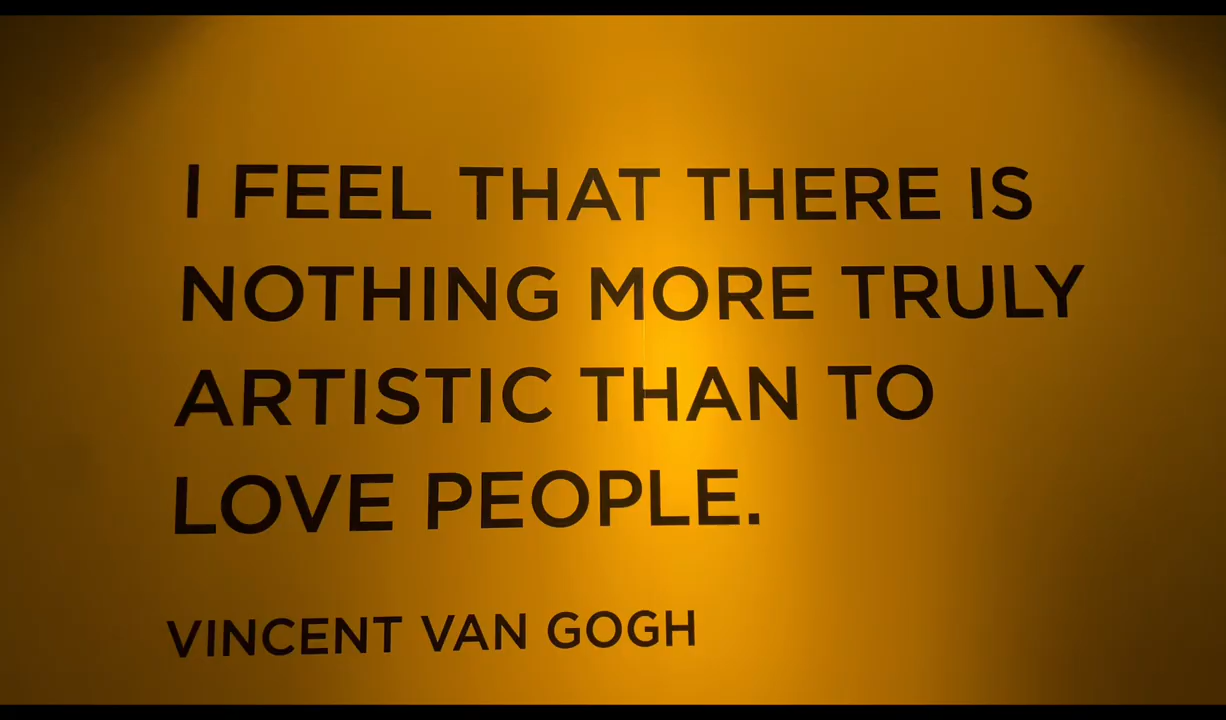 I FEEL THAT THERE IS
NOTHING MORE TRULY
ARTISTIC THAN TO
LOVE PEOPLE.
VINCENT VAN GOGH